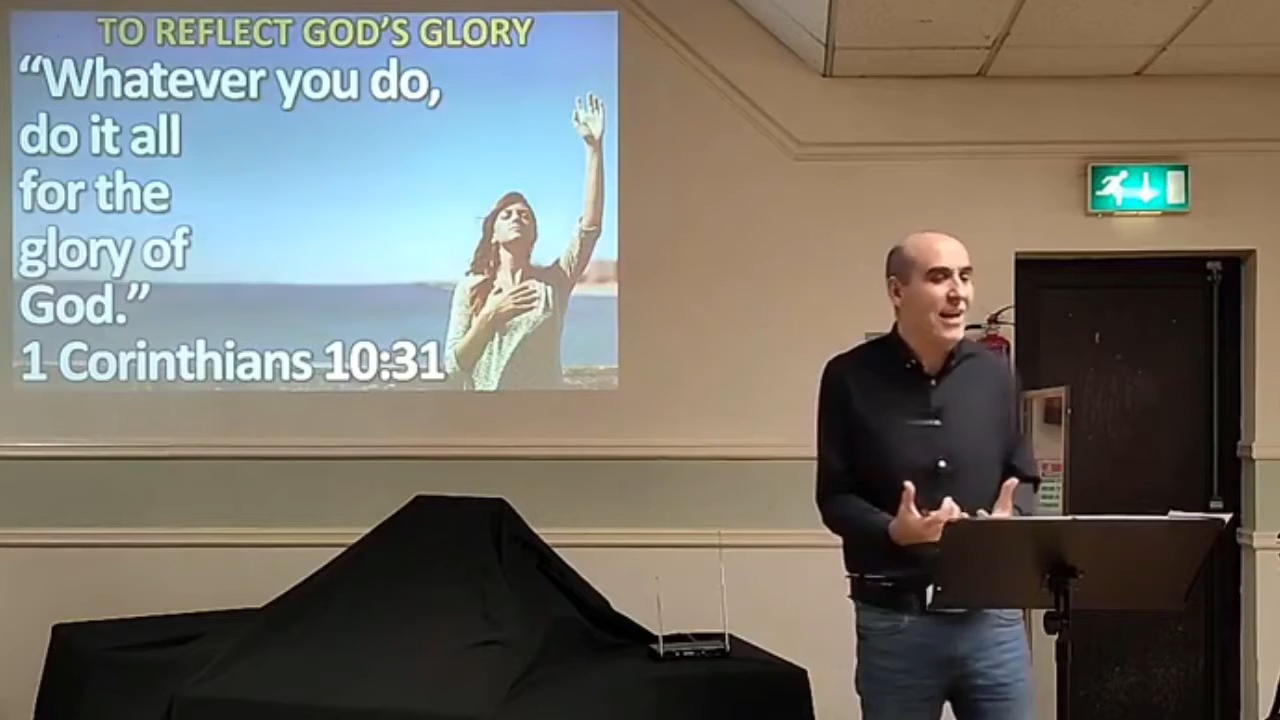 TO REFLECT GOD'S GLORY
“Whatever you do,
do it all
for the
glory of
God.”
1 Corinthians 10:31